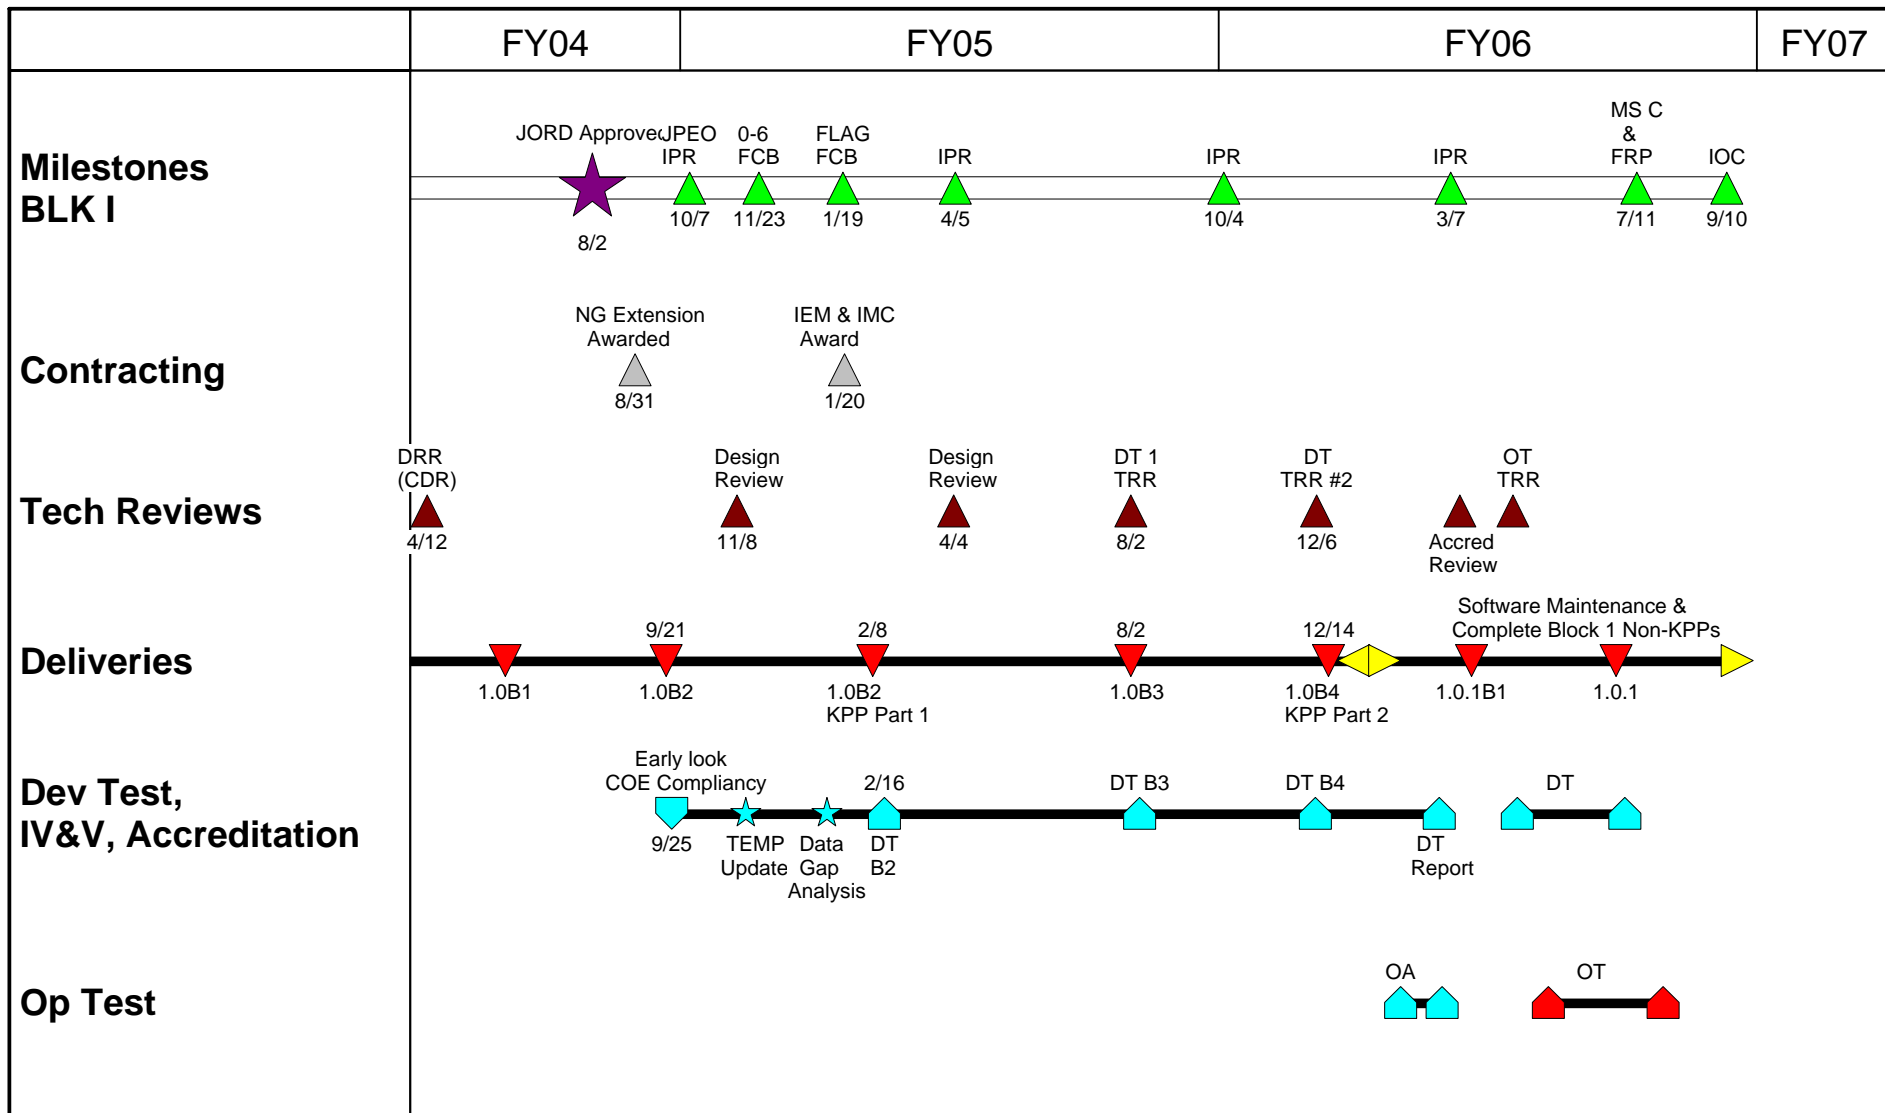 FY04 FY05 FY06 FY07
Milestones
BLK I
JORD Approved
JPEO
IPR
10/7
0-6
FCB
11/23
FLAG
FCB
1/19
IPR
4/5
IPR
10/4
IPR
3/7
MS C
&
FRP
7/11
IOC
9/10
8/2
Contracting
NG Extension
Awarded
8/31
IEM & IMC
Award
1/20
Tech Reviews
DRR
(CDR)
4/12
Design
Review
11/8
Design
Review
4/4
DT 1
TRR
8/2
DT
TRR #2
12/6
Accred
Review
OT
TRR
Deliveries
1.0B1
9/21
1.0B2
2/8
1.0B2
KPP Part 1
8/2
1.0B3
12/14
1.0B4
KPP Part 2
Software Maintenance &
Complete Block 1 Non-KPPs
1.0.1B1
1.0.1
Dev Test,
IV&V, Accreditation
Early look
COE Compliancy
9/25
TEMP
Update
Data
Gap
Analysis
2/16
DT
B2
DT B3
DT B4
DT
Report
DT
Op Test
OA
OT